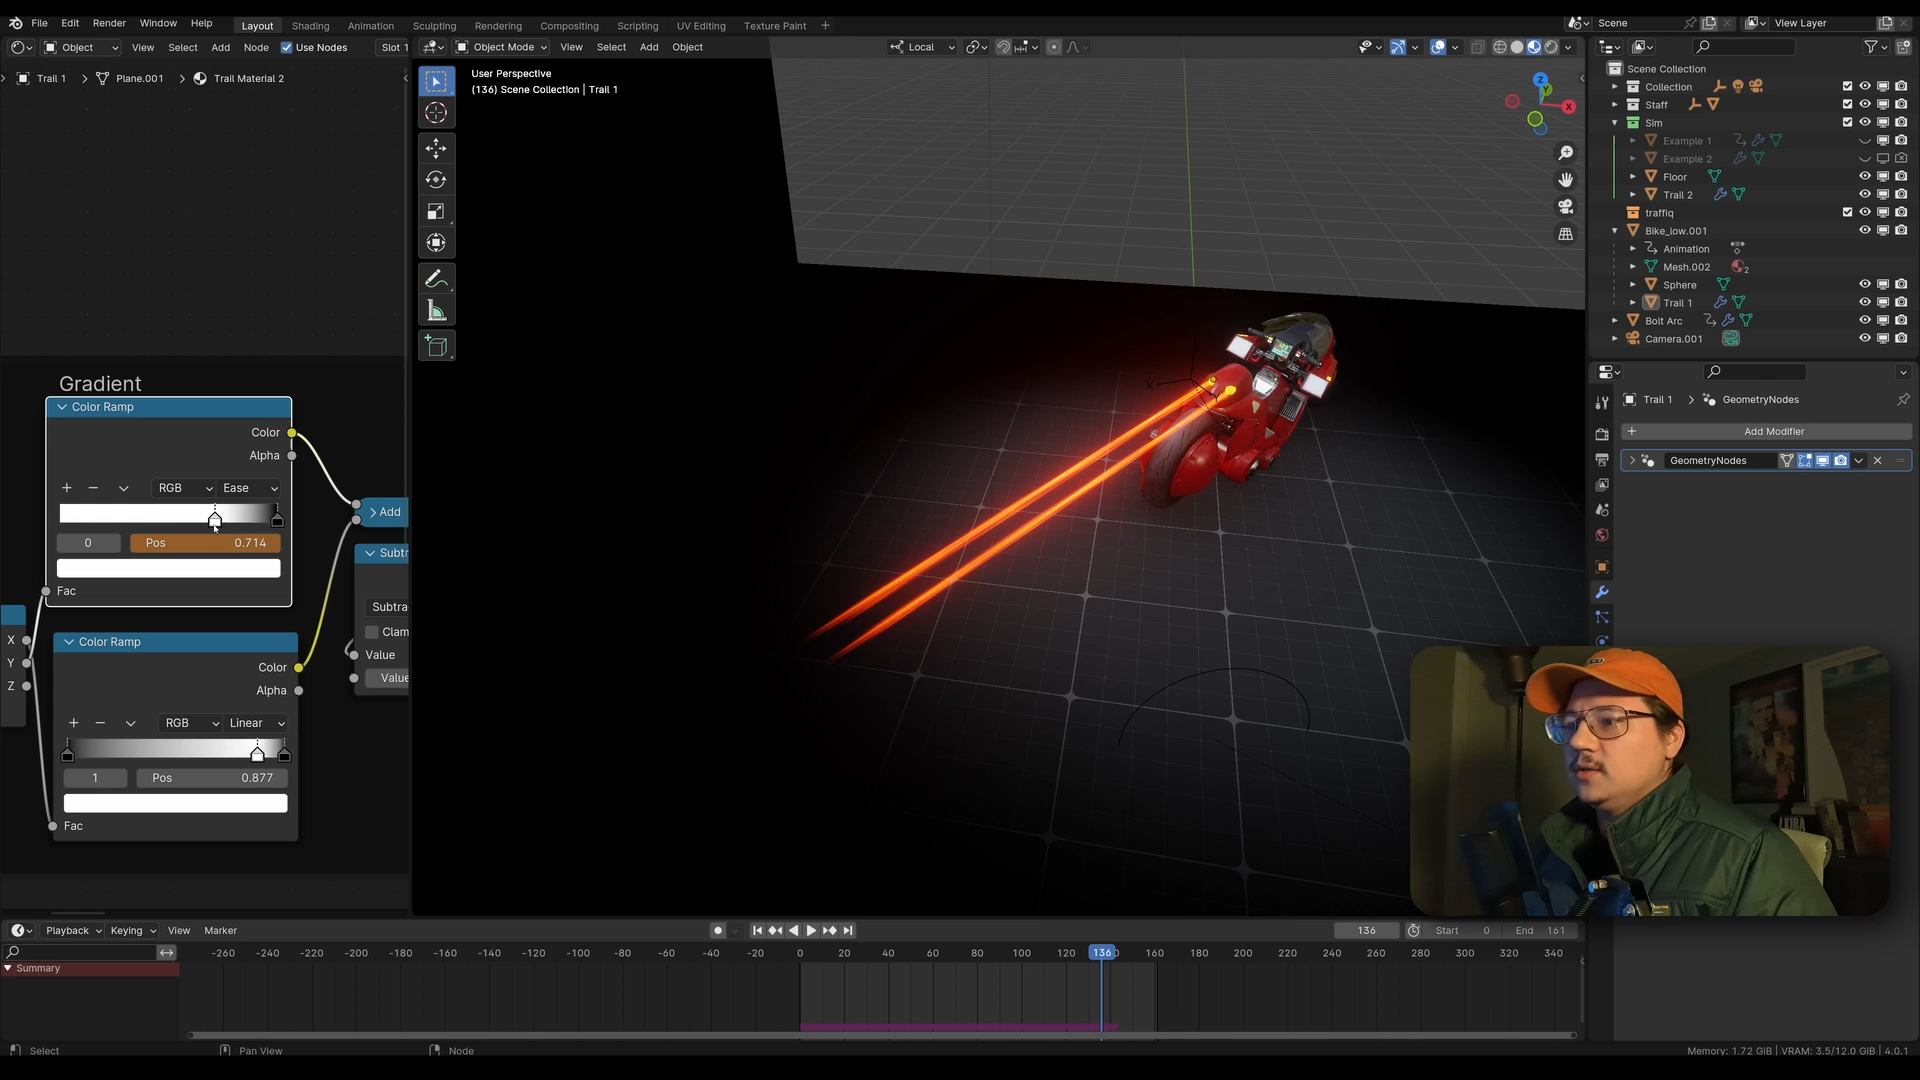 File Edit Render Window Help Layout Shading Animation Sculpting Rendering Compositing Scripting UV Editing Texture Paint + Scene View Layer
Object View Select Add Node Use Nodes Slot 1 Object Mode View Select Add Object Local
Trail 1 > Plane.001 > Trail Material 2
User Perspective
(136) Scene Collection | Trail 1
Z
Y
X
Gradient
Color Ramp
Color
Alpha
RGB Ease
0 Pos 0.714
Fac
Add
Subtr
Subtra
Clam
Value
Value
X
Y
Z
Color Ramp
Color
Alpha
RGB Linear
1 Pos 0.877
Fac
Scene Collection
Collection
Staff
Sim
Example 1
Example 2
Floor
Trail 2
traffiq
Bike_low.001
Animation
Mesh.002 2
Sphere
Trail 1
Bolt Arc
Camera.001
Trail 1 > GeometryNodes
+ Add Modifier
GeometryNodes
AKIRA
Playback Keying View Marker 136 Start 0 End 161
-260 -240 -220 -200 -180 -160 -140 -120 -100 -80 -60 -40 -20 0 20 40 60 80 100 120 136 160 180 200 220 240 260 280 300 320 340
Summary
Select Pan View Node Memory: 1.72 GiB | VRAM: 3.5/12.0 GiB | 4.0.1